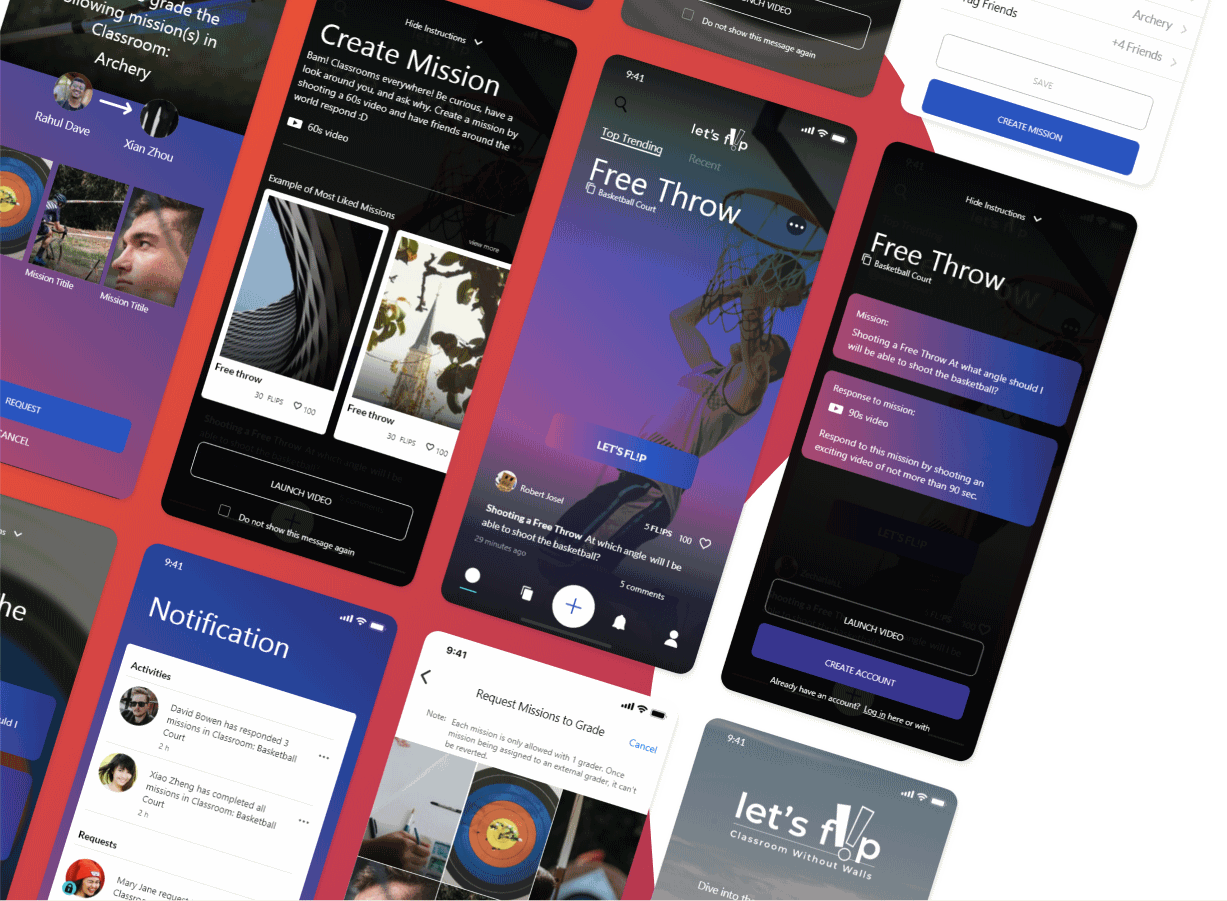 grade the
following mission(s) in
Classroom:
Archery
Rahul Dave
Xian Zhou
Mission Titile
Mission Titile
REQUEST
CANCEL
Hide Instructions
Create Mission
Bam! Classrooms everywhere! Be curious, have a
look around you, and ask why. Create a mission by
shooting a 60s video and have friends around the
world respond :D
60s video
Example of Most Liked Missions
view more
Free throw
30 FL!PS 100
Free throw
30 FL!PS 100
LAUNCH VIDEO
Do not show this message again
LAUNCH VIDEO
Do not show this message again
9:41
let's fl!p
Top Trending
Recent
Free Throw
Basketball Court
LET'S FL!P
Robert Josel
5 FL!PS 100
Shooting a Free Throw At which angle will I be
able to shoot the basketball?
29 minutes ago
5 comments
Tag Friends
Archery
+4 Friends
SAVE
CREATE MISSION
Hide Instructions
Free Throw
Basketball Court
Mission:
Shooting a Free Throw At what angle should I
will be able to shoot the basketball?
Response to mission:
90s video
Respond to this mission by shooting an
exciting video of not more than 90 sec.
LET'S FL!P
LAUNCH VIDEO
CREATE ACCOUNT
Already have an account? Log in here or with
he
should I
9:41
Notification
Activities
David Bowen has responded 3
missions in Classroom: Basketball
Court
2 h
Xiao Zheng has completed all
missions in Classroom: Basketball
Court
2 h
Requests
Mary Jane reques
Classroo
9:41
Request Missions to Grade
Cancel
Note: Each mission is only allowed with 1 grader. Once
mission being assigned to an external grader, it can't
be reverted.
9:41
let's fl!p
Classroom Without Walls
Dive into th